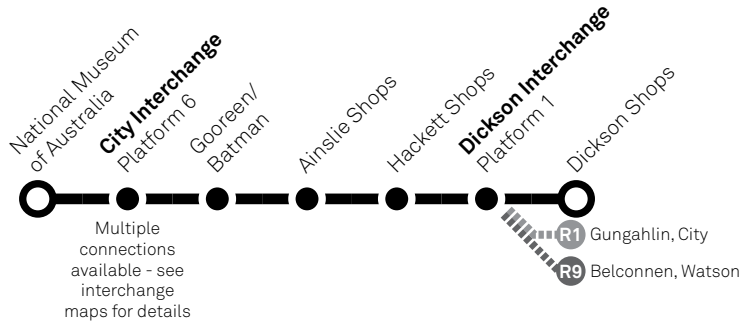 National Museum
of Australia
City Interchange
Platform 6
Gooreen/
Batman
Ainslie Shops
Hackett Shops
Dickson Interchange
Platform 1
Dickson Shops
Multiple
connections
available - see
interchange
maps for details
R1 Gungahlin, City
R9 Belconnen, Watson